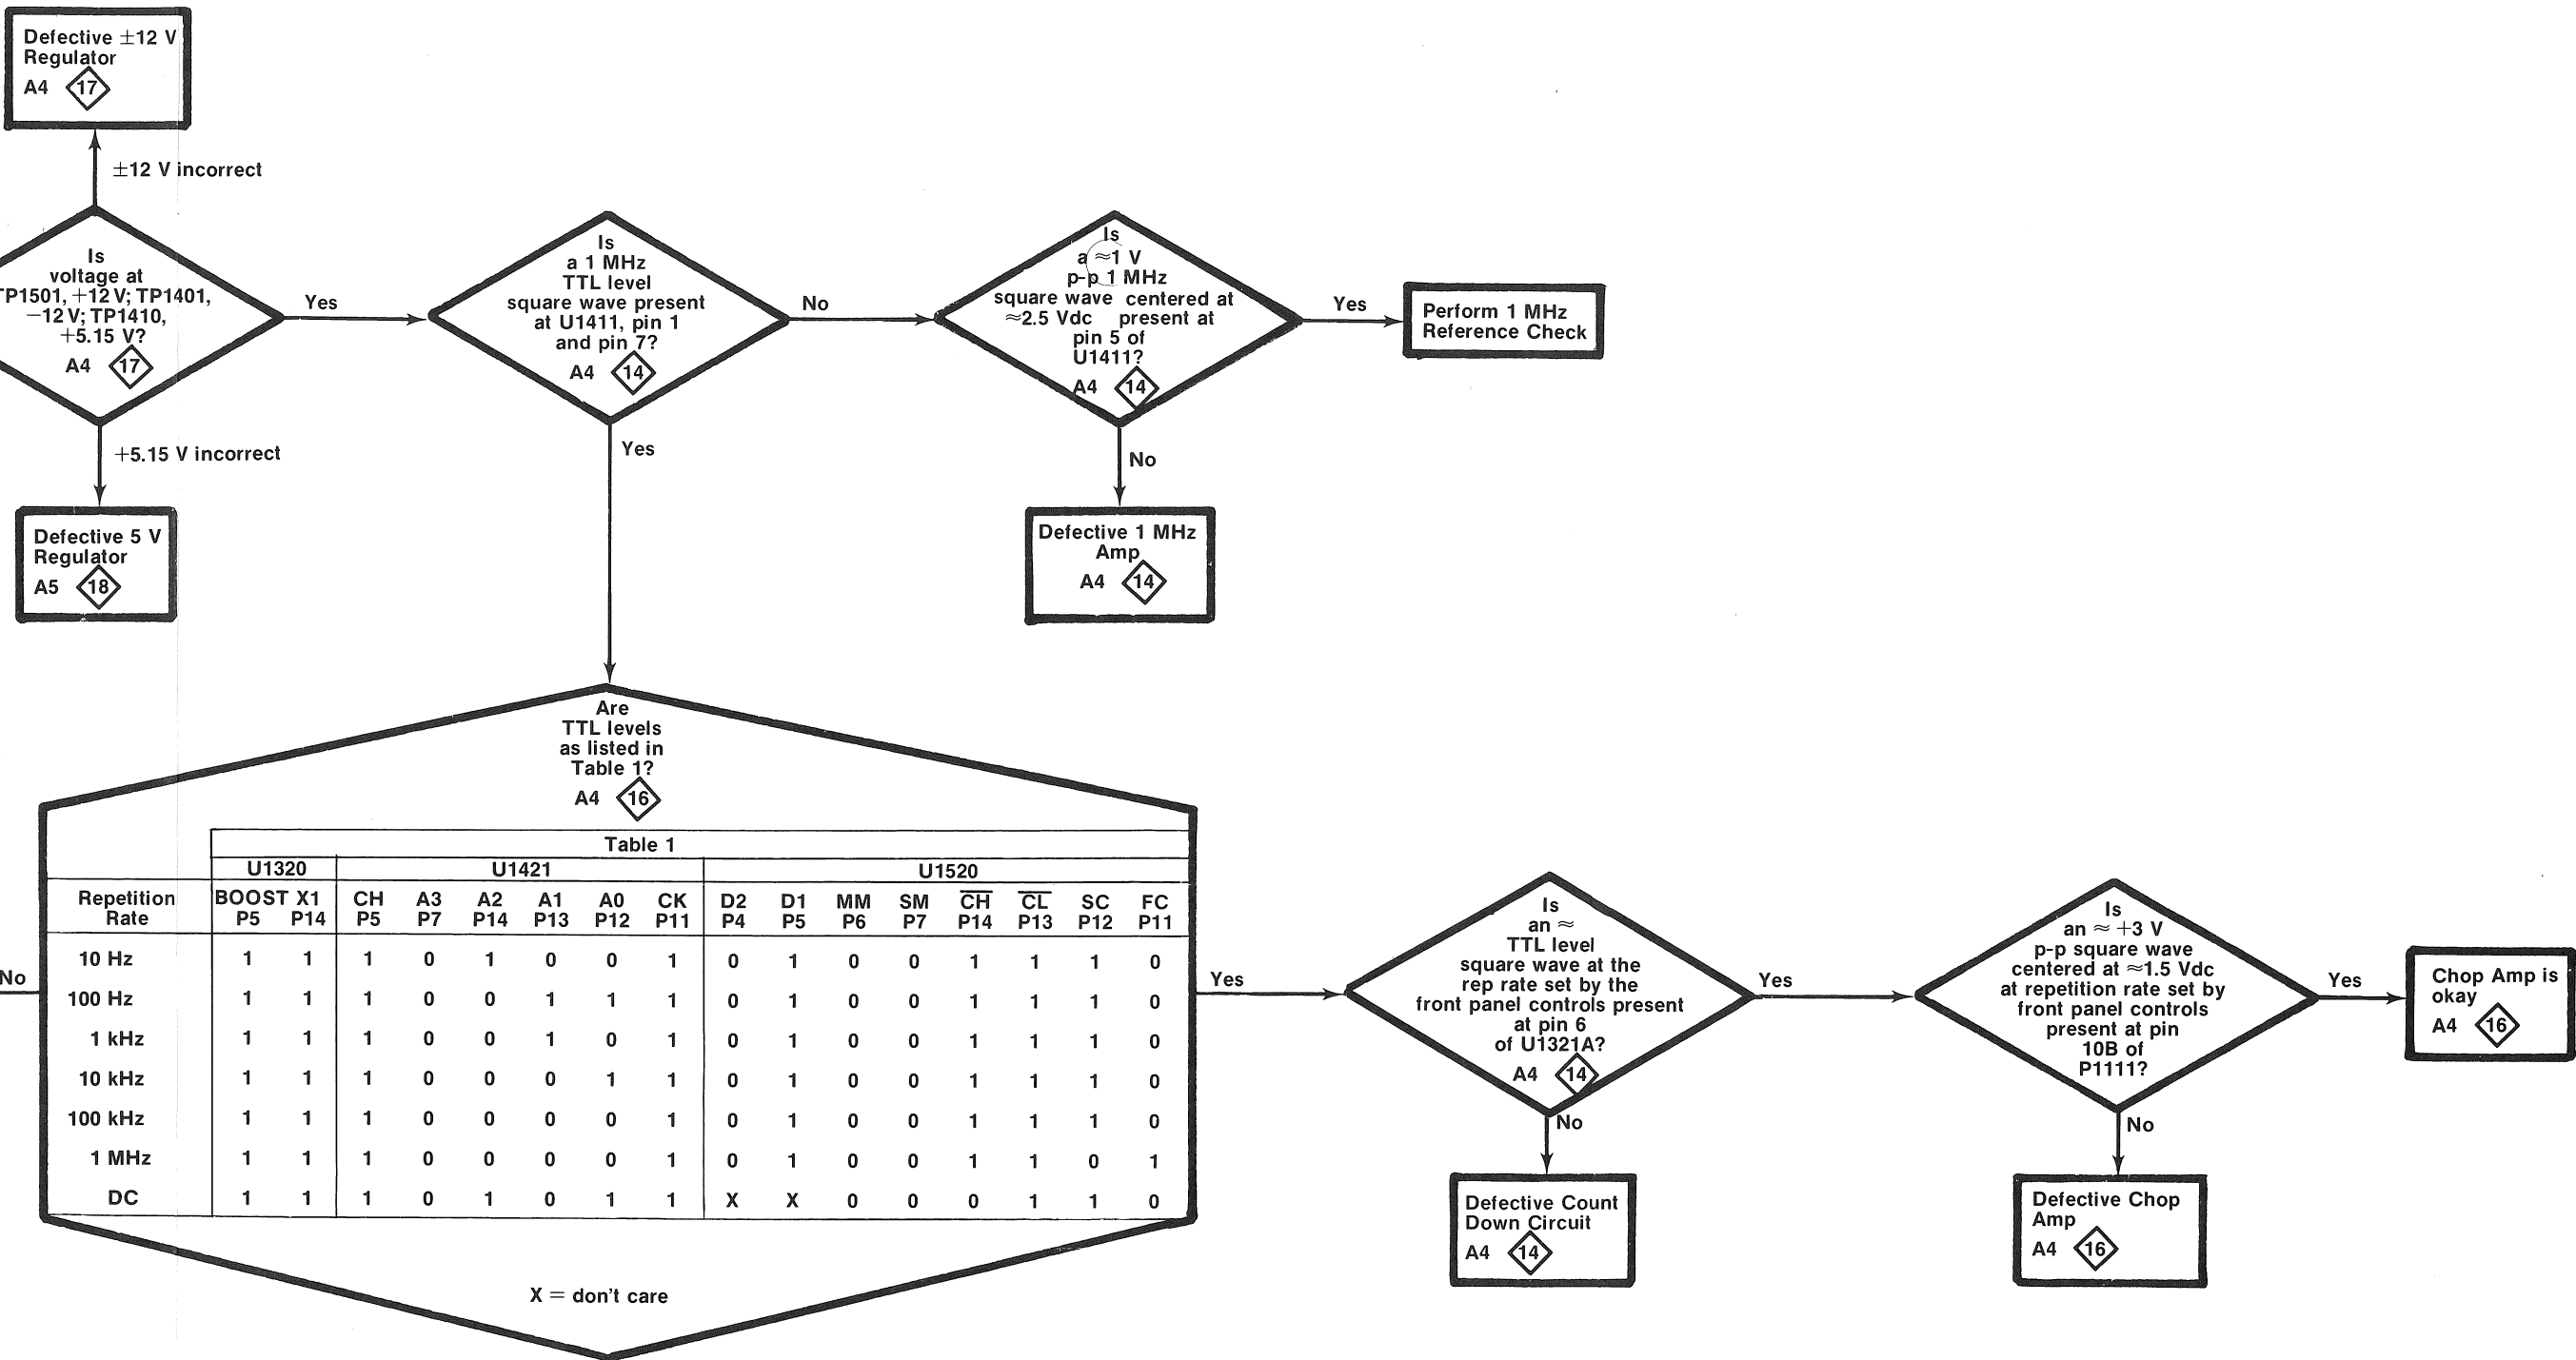 Defective ±12 V
Regulator
A4 17
±12 V incorrect
Is
voltage at
TP1501, +12 V; TP1401,
−12 V; TP1410,
+5.15 V?
A4 17
Yes
+5.15 V incorrect
Defective 5 V
Regulator
A5 18
Is
a 1 MHz
TTL level
square wave present
at U1411, pin 1
and pin 7?
A4 14
No
Yes
Is
a ≈1 V
p-p 1 MHz
square wave centered at
≈2.5 Vdc present at
pin 5 of
U1411?
A4 14
Yes
Perform 1 MHz
Reference Check
No
Defective 1 MHz
Amp
A4 14
Are
TTL levels
as listed in
Table 1?
A4 16
Table 1
U1320 U1421 U1520
Repetition BOOST X1 CH A3 A2 A1 A0 CK D2 D1 MM SM C̅H̅ C̅L̅ SC FC
Rate P5 P14 P5 P7 P14 P13 P12 P11 P4 P5 P6 P7 P14 P13 P12 P11
10 Hz 1 1 1 0 1 0 0 1 0 1 0 0 1 1 1 0
100 Hz 1 1 1 0 0 1 1 1 0 1 0 0 1 1 1 0
1 kHz 1 1 1 0 0 1 0 1 0 1 0 0 1 1 1 0
10 kHz 1 1 1 0 0 0 1 1 0 1 0 0 1 1 1 0
100 kHz 1 1 1 0 0 0 0 1 0 1 0 0 1 1 1 0
1 MHz 1 1 1 0 0 0 0 1 0 1 0 0 1 1 0 1
DC 1 1 1 0 1 0 1 1 X X 0 0 0 1 1 0
X = don't care
No
Yes
Is
an ≈
TTL level
square wave at the
rep rate set by the
front panel controls present
at pin 6
of U1321A?
A4 14
No
Defective Count
Down Circuit
A4 14
Yes
Is
an ≈ +3 V
p-p square wave
centered at ≈1.5 Vdc
at repetition rate set by
front panel controls
present at pin
10B of
P1111?
No
Defective Chop
Amp
A4 16
Yes
Chop Amp is
okay
A4 16